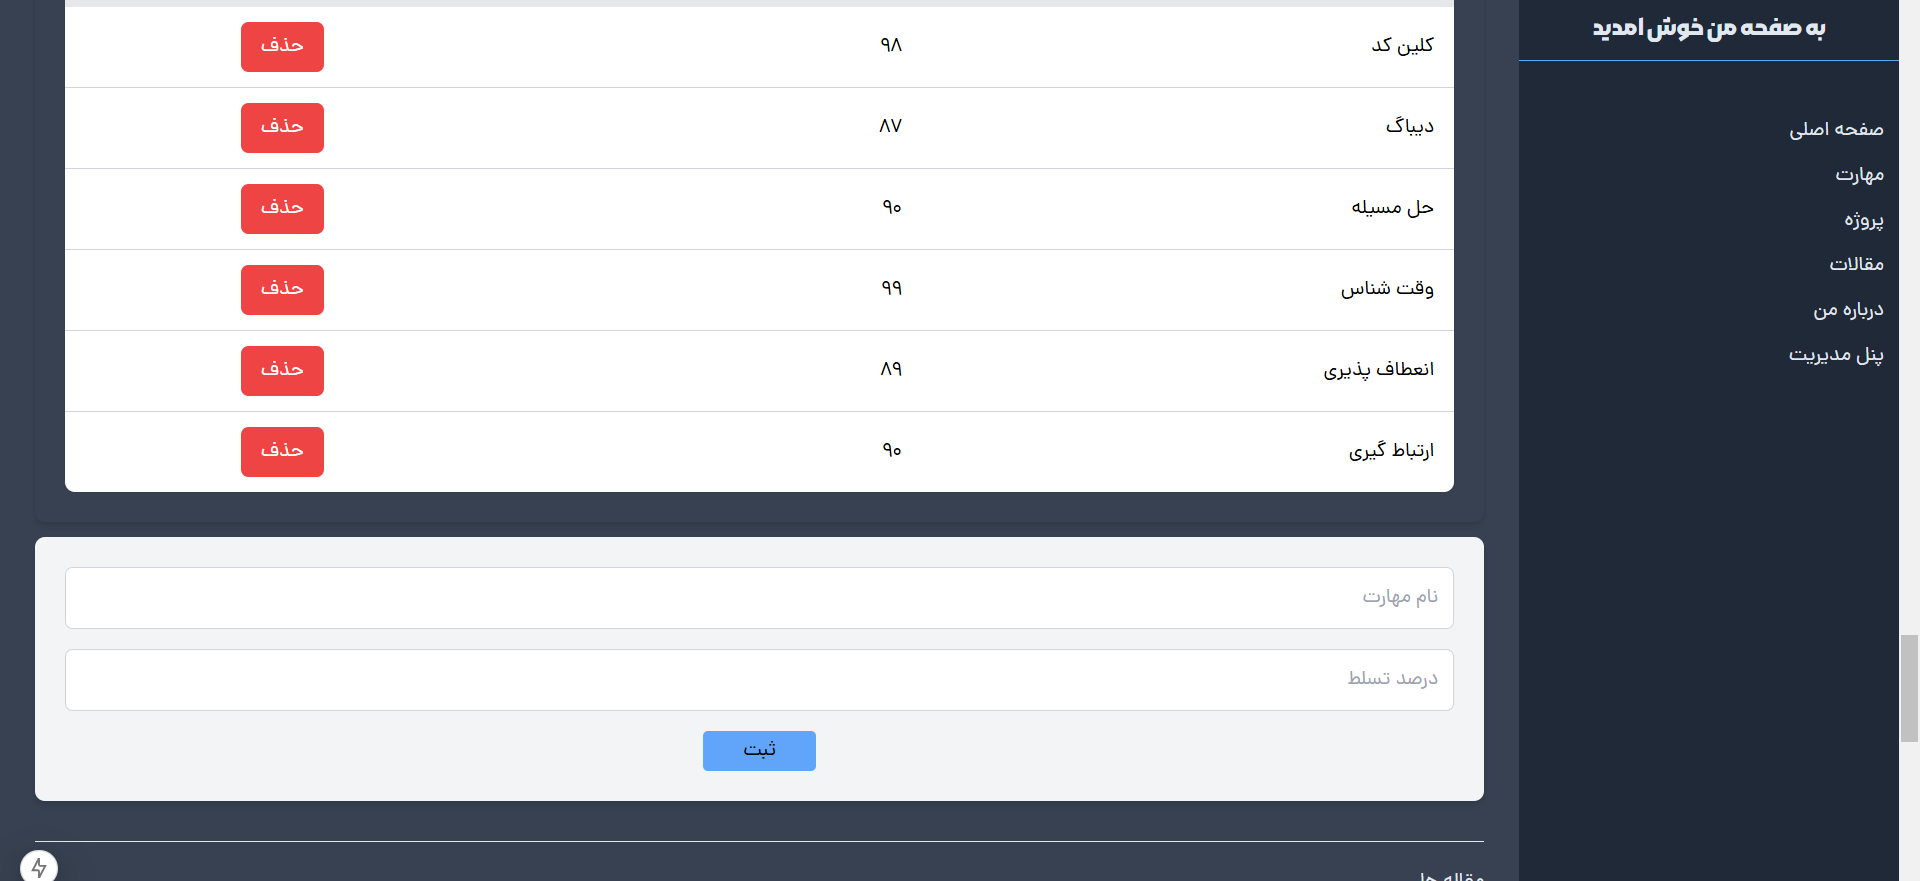 به صفحه من خوش امدید
صفحه اصلی
مهارت
پروژه
مقالات
درباره من
پنل مدیریت
کلین کد ۹۸ حذف
دیباگ ۸۷ حذف
حل مسیله ۹۰ حذف
وقت شناس ۹۹ حذف
انعطاف پذیری ۸۹ حذف
ارتباط گیری ۹۰ حذف
نام مهارت
درصد تسلط
ثبت
مقاله ها